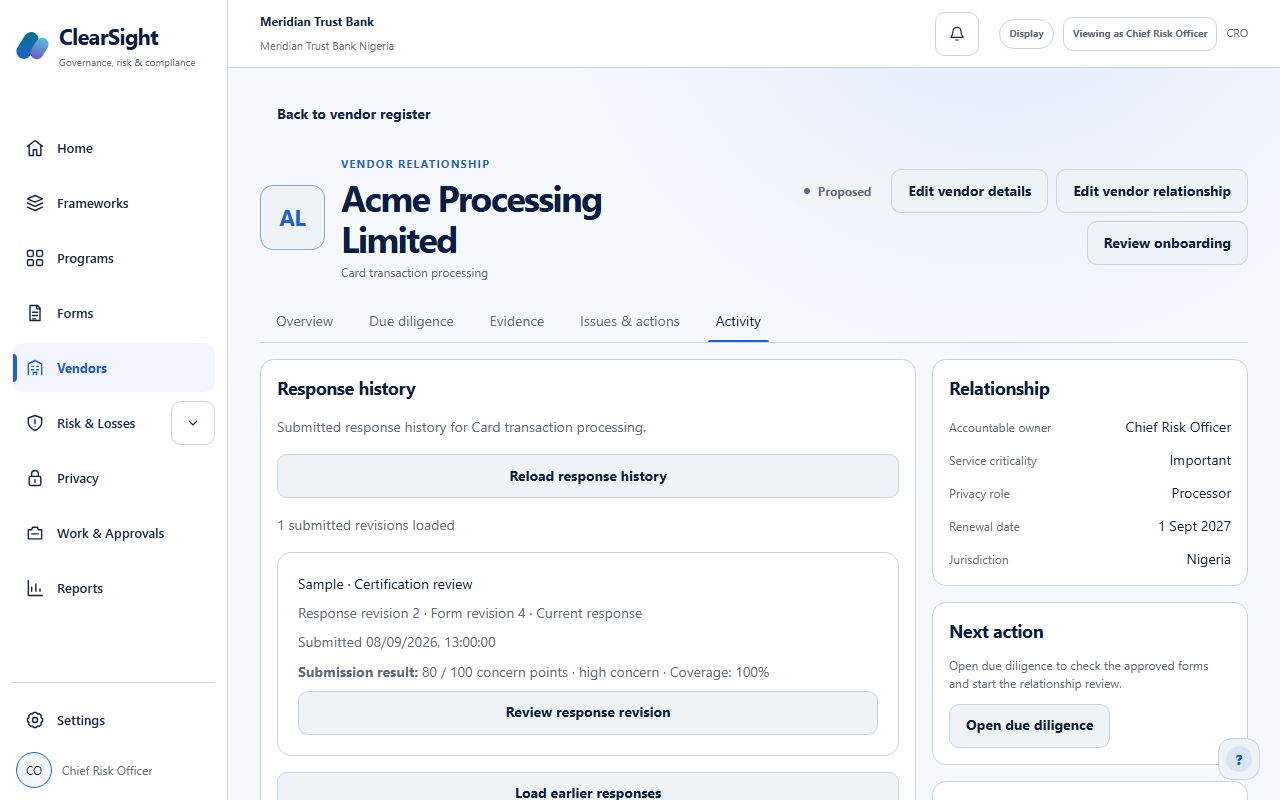 ClearSight
Governance, risk & compliance
Home
Frameworks
Programs
Forms
Vendors
Risk & Losses
Privacy
Work & Approvals
Reports
Settings
CO
Chief Risk Officer
Meridian Trust Bank
Meridian Trust Bank Nigeria
Display
Viewing as Chief Risk Officer
CRO
Back to vendor register
AL
VENDOR RELATIONSHIP
Acme Processing
Limited
Card transaction processing
Proposed
Edit vendor details
Edit vendor relationship
Review onboarding
Overview
Due diligence
Evidence
Issues & actions
Activity
Response history
Submitted response history for Card transaction processing.
Reload response history
1 submitted revisions loaded
Sample · Certification review
Response revision 2 · Form revision 4 · Current response
Submitted 08/09/2026, 13:00:00
Submission result: 80 / 100 concern points · high concern · Coverage: 100%
Review response revision
Load earlier responses
Relationship
Accountable owner
Chief Risk Officer
Service criticality
Important
Privacy role
Processor
Renewal date
1 Sept 2027
Jurisdiction
Nigeria
Next action
Open due diligence to check the approved forms
and start the relationship review.
Open due diligence
?